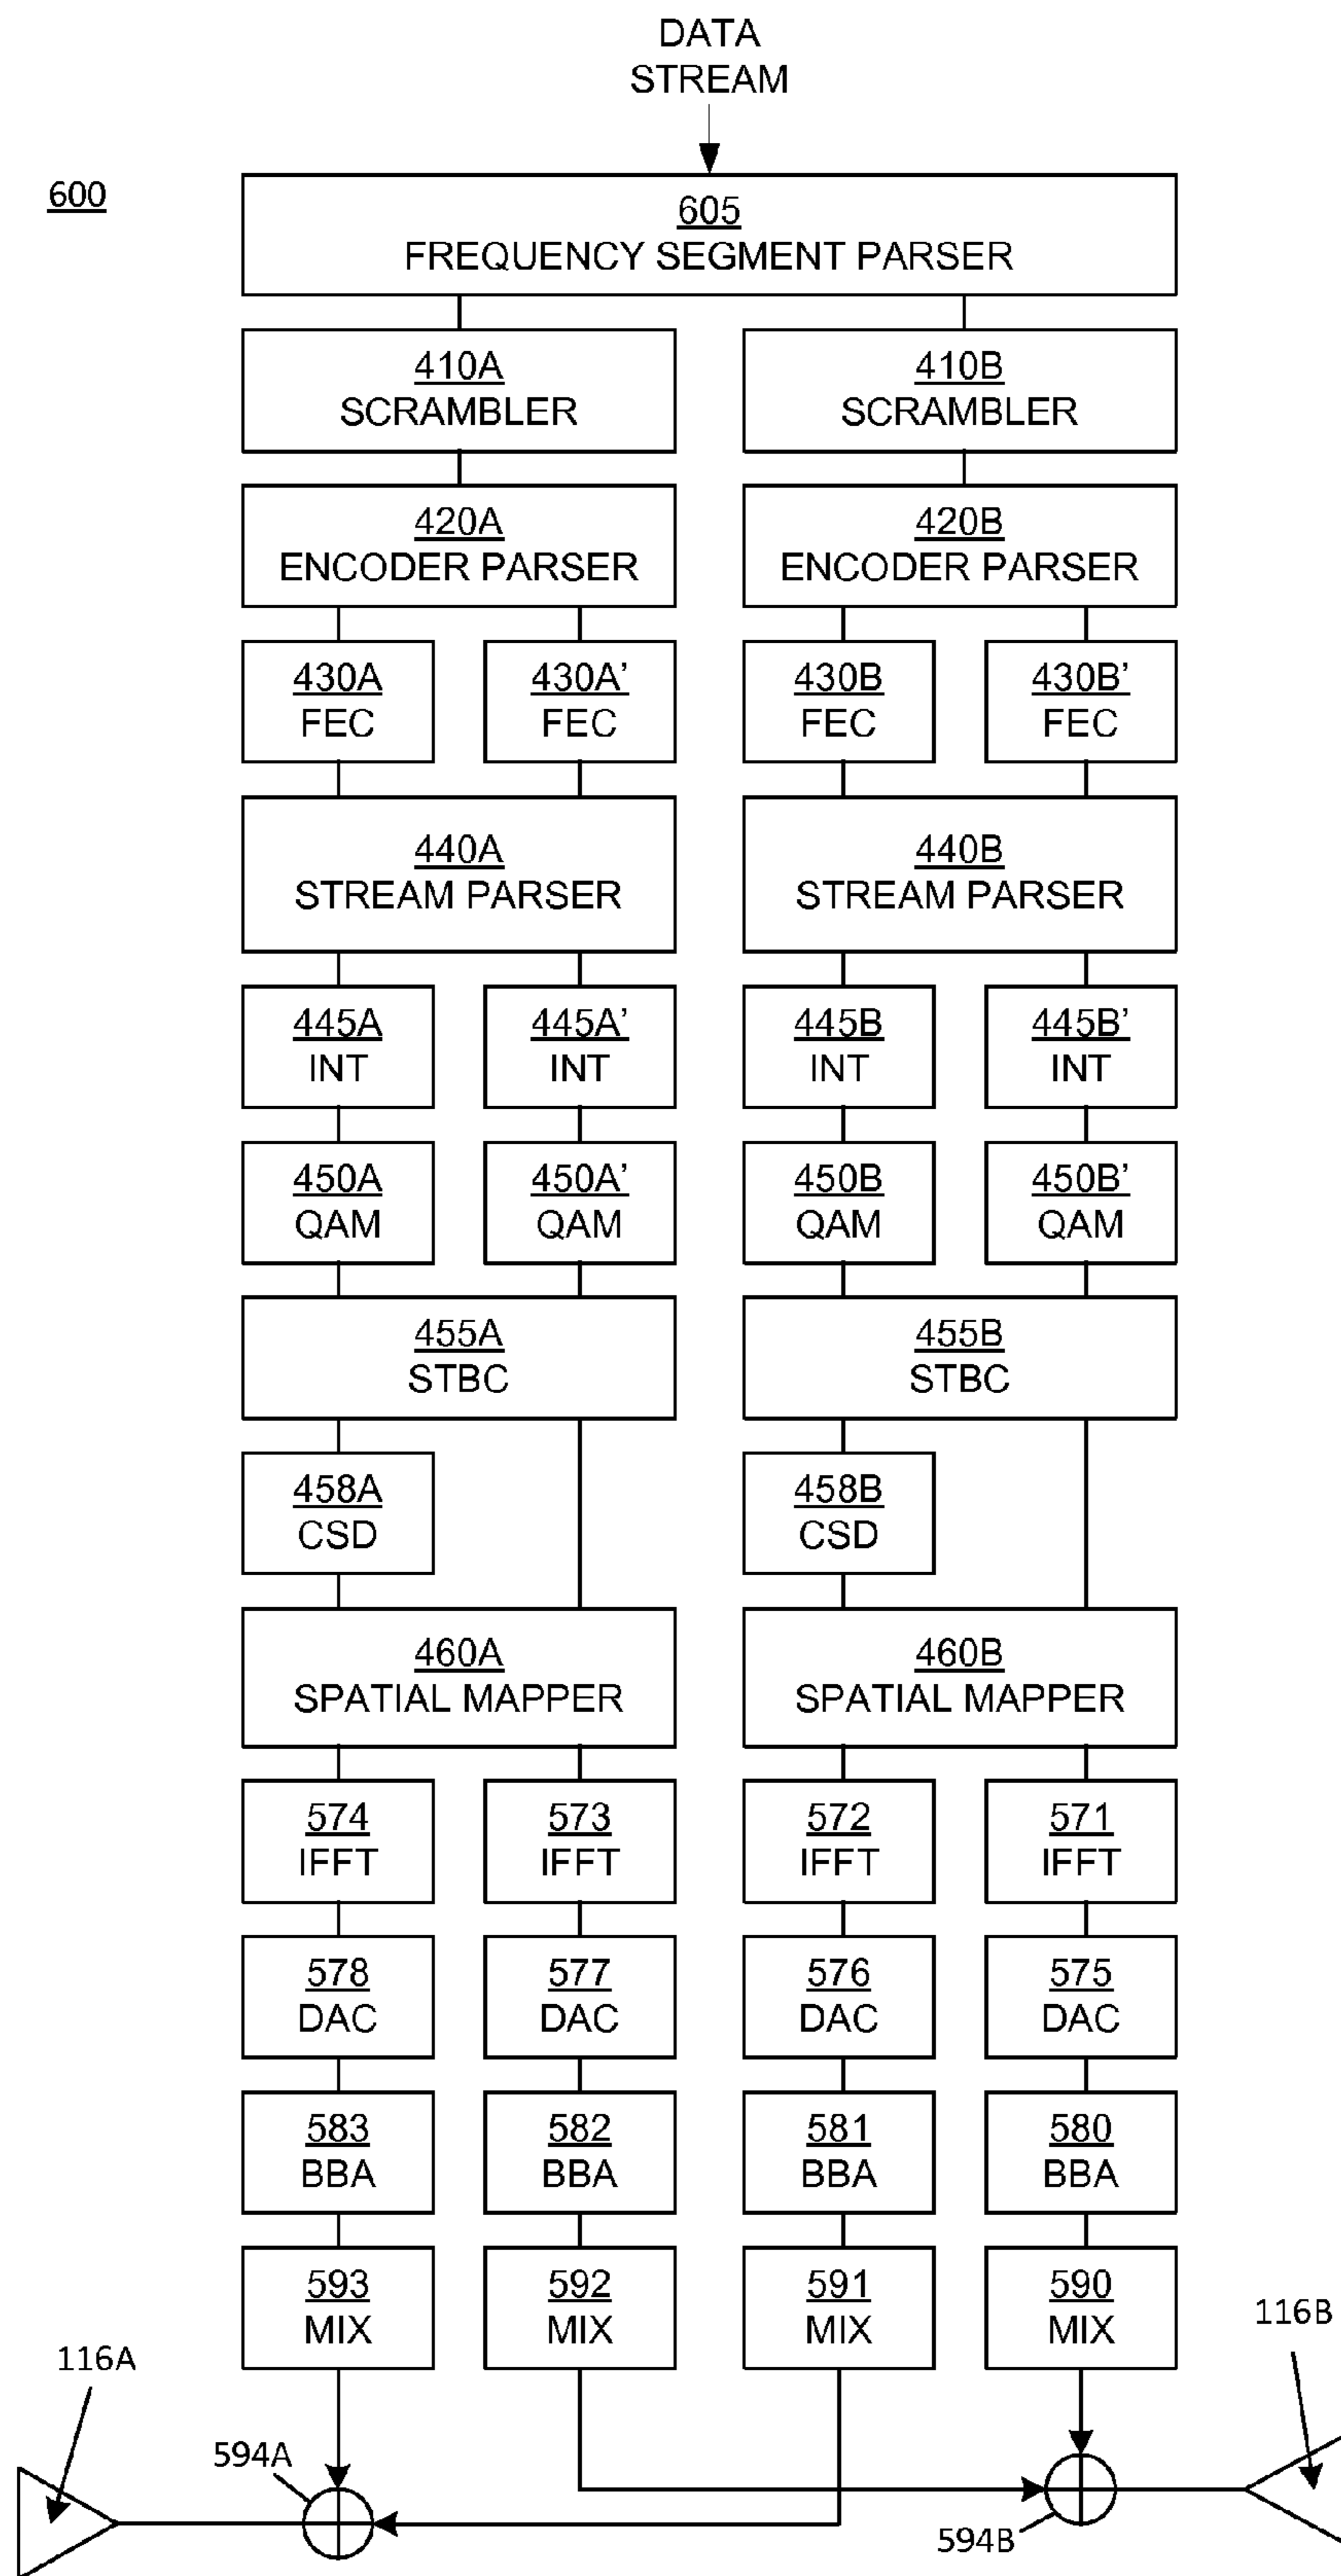 DATA
STREAM
600
605
FREQUENCY SEGMENT PARSER
410A
SCRAMBLER
410B
SCRAMBLER
420A
ENCODER PARSER
420B
ENCODER PARSER
430A
FEC
430A’
FEC
430B
FEC
430B’
FEC
440A
STREAM PARSER
440B
STREAM PARSER
445A
INT
445A’
INT
445B
INT
445B’
INT
450A
QAM
450A’
QAM
450B
QAM
450B’
QAM
455A
STBC
455B
STBC
458A
CSD
458B
CSD
460A
SPATIAL MAPPER
460B
SPATIAL MAPPER
574
IFFT
573
IFFT
572
IFFT
571
IFFT
578
DAC
577
DAC
576
DAC
575
DAC
583
BBA
582
BBA
581
BBA
580
BBA
593
MIX
592
MIX
591
MIX
590
MIX
116A
116B
594A
594B